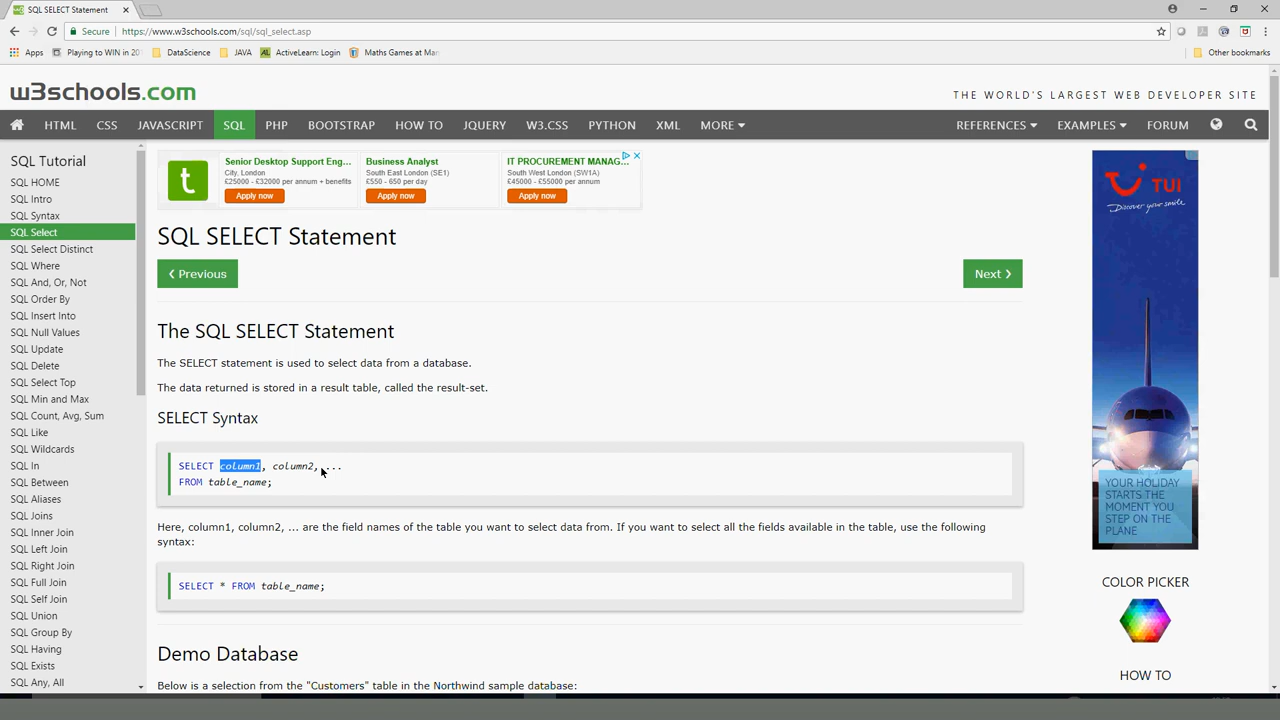 SQL SELECT Statement
Secure
https://www.w3schools.com/sql/sql_select.asp
Apps
Playing to WIN in 20
DataScience
JAVA
AL
ActiveLearn: Login
Maths Games at Man
Other bookmarks
w3schools.com
THE WORLD'S LARGEST WEB DEVELOPER SITE
HTML
CSS
JAVASCRIPT
SQL
PHP
BOOTSTRAP
HOW TO
JQUERY
W3.CSS
PYTHON
XML
MORE
REFERENCES
EXAMPLES
FORUM
SQL Tutorial
SQL HOME
SQL Intro
SQL Syntax
SQL Select
SQL Select Distinct
SQL Where
SQL And, Or, Not
SQL Order By
SQL Insert Into
SQL Null Values
SQL Update
SQL Delete
SQL Select Top
SQL Min and Max
SQL Count, Avg, Sum
SQL Like
SQL Wildcards
SQL In
SQL Between
SQL Aliases
SQL Joins
SQL Inner Join
SQL Left Join
SQL Right Join
SQL Full Join
SQL Self Join
SQL Union
SQL Group By
SQL Having
SQL Exists
SQL Any, All
t
Senior Desktop Support Eng...
City, London
£25000 - £32000 per annum + benefits
Apply now
Business Analyst
South East London (SE1)
£550 - 650 per day
Apply now
IT PROCUREMENT MANAG...
South West London (SW1A)
£45000 - £55000 per annum
Apply now
SQL SELECT Statement
❮ Previous
Next ❯
The SQL SELECT Statement
The SELECT statement is used to select data from a database.
The data returned is stored in a result table, called the result-set.
SELECT Syntax
SELECT column1, column2, ...
FROM table_name;
Here, column1, column2, ... are the field names of the table you want to select data from. If you want to select all the fields available in the table, use the following
syntax:
SELECT * FROM table_name;
Demo Database
Below is a selection from the "Customers" table in the Northwind sample database:
TUI
Discover your smile
YOUR HOLIDAY
STARTS THE
MOMENT YOU
STEP ON THE
PLANE
COLOR PICKER
HOW TO